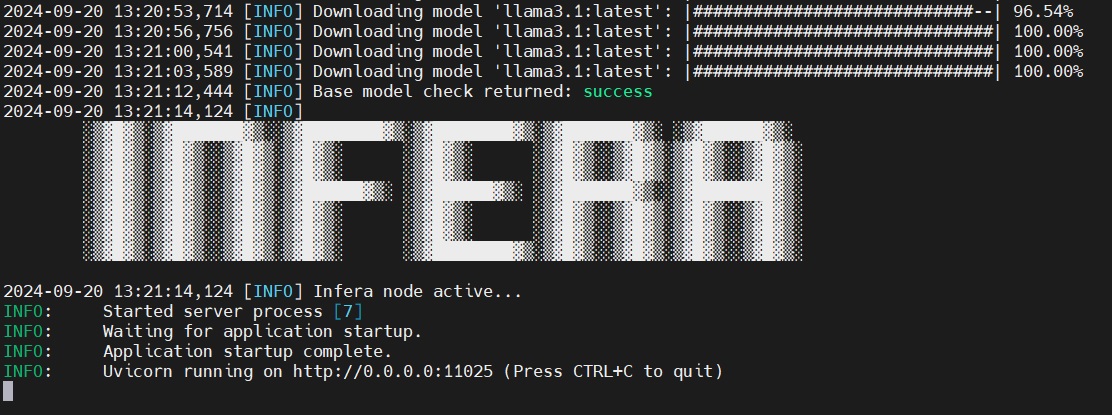 2024-09-20 13:20:53,714 [INFO] Downloading model 'llama3.1:latest': |############################--| 96.54%
2024-09-20 13:20:56,756 [INFO] Downloading model 'llama3.1:latest': |##############################| 100.00%
2024-09-20 13:21:00,541 [INFO] Downloading model 'llama3.1:latest': |##############################| 100.00%
2024-09-20 13:21:03,589 [INFO] Downloading model 'llama3.1:latest': |##############################| 100.00%
2024-09-20 13:21:12,444 [INFO] Base model check returned: success
2024-09-20 13:21:14,124 [INFO]
INFERA
2024-09-20 13:21:14,124 [INFO] Infera node active...
INFO: Started server process [7]
INFO: Waiting for application startup.
INFO: Application startup complete.
INFO: Uvicorn running on http://0.0.0.0:11025 (Press CTRL+C to quit)